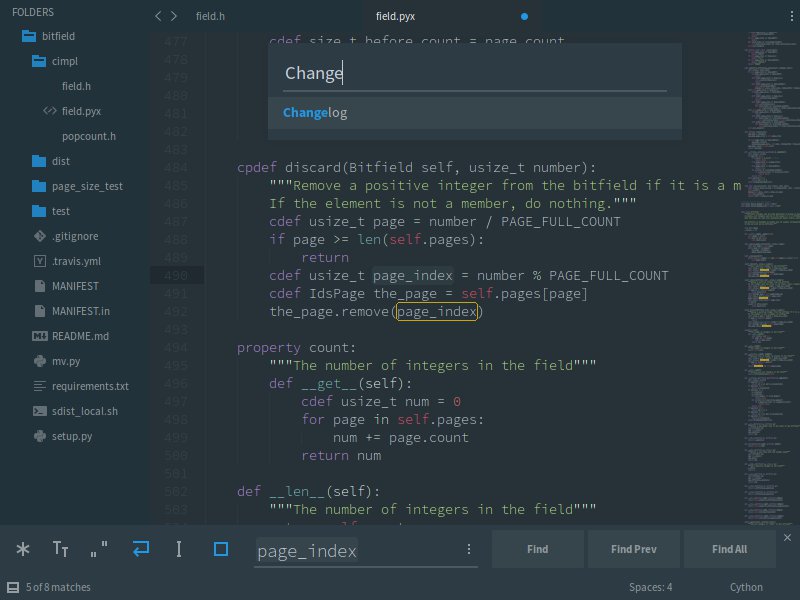 FOLDERS
bitfield
cimpl
field.h
field.pyx
popcount.h
dist
page_size_test
test
.gitignore
.travis.yml
MANIFEST
MANIFEST.in
README.md
mv.py
requirements.txt
sdist_local.sh
setup.py
field.h
field.pyx
Change
Changelog
477 cdef size_t before_count = page.count
478
479
480
481
482
483
484 cpdef discard(Bitfield self, usize_t number):
485 """Remove a positive integer from the bitfield if it is a m
486 If the element is not a member, do nothing."""
487 cdef usize_t page = number / PAGE_FULL_COUNT
488 if page >= len(self.pages):
489 return
490 cdef usize_t page_index = number % PAGE_FULL_COUNT
491 cdef IdsPage the_page = self.pages[page]
492 the_page.remove(page_index)
493
494 property count:
495 """The number of integers in the field"""
496 def __get__(self):
497 cdef usize_t num = 0
498 for page in self.pages:
499 num += page.count
500 return num
501
502 def __len__(self):
503 """The number of integers in the field"""
page_index
Find
Find Prev
Find All
5 of 8 matches
Spaces: 4
Cython